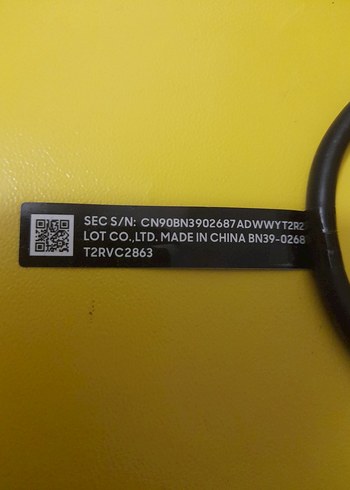 SEC S/N: CN90BN3902687ADWWYT2R2
LOT CO.,LTD. MADE IN CHINA BN39-0268
T2RVC2863